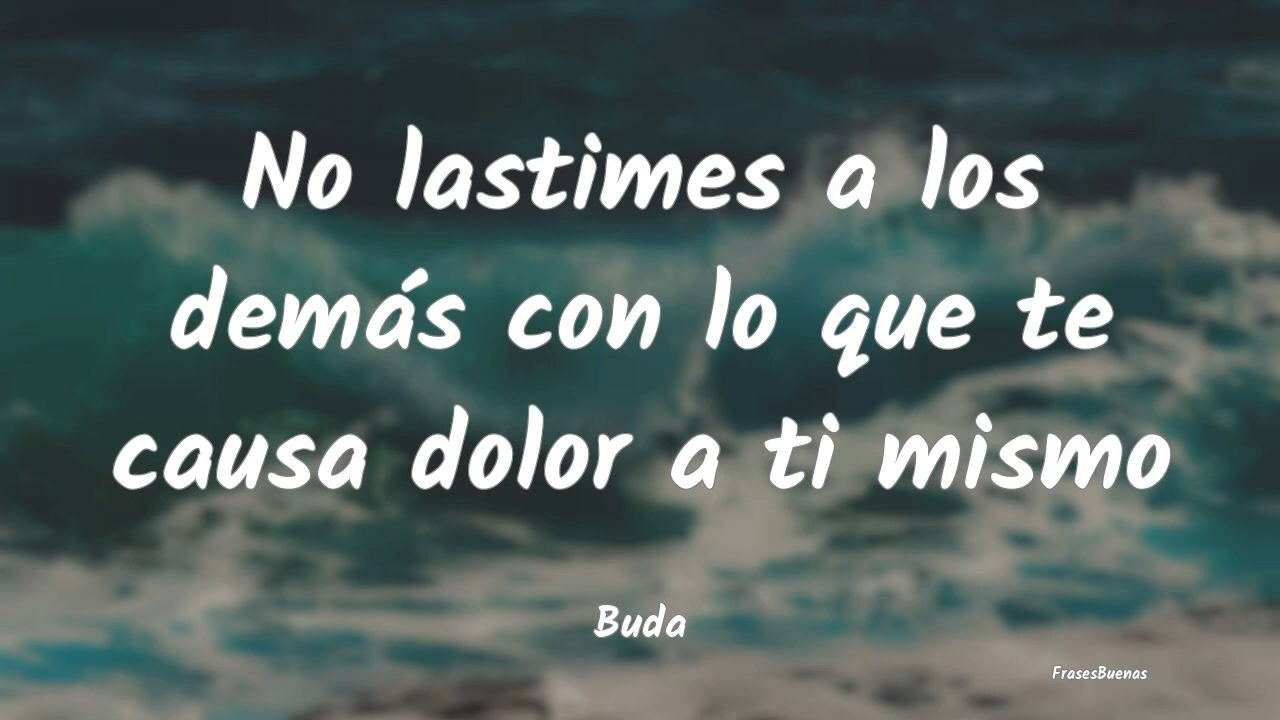 No lastimes a los
demás con lo que te
causa dolor a ti mismo
Buda
FrasesBuenas